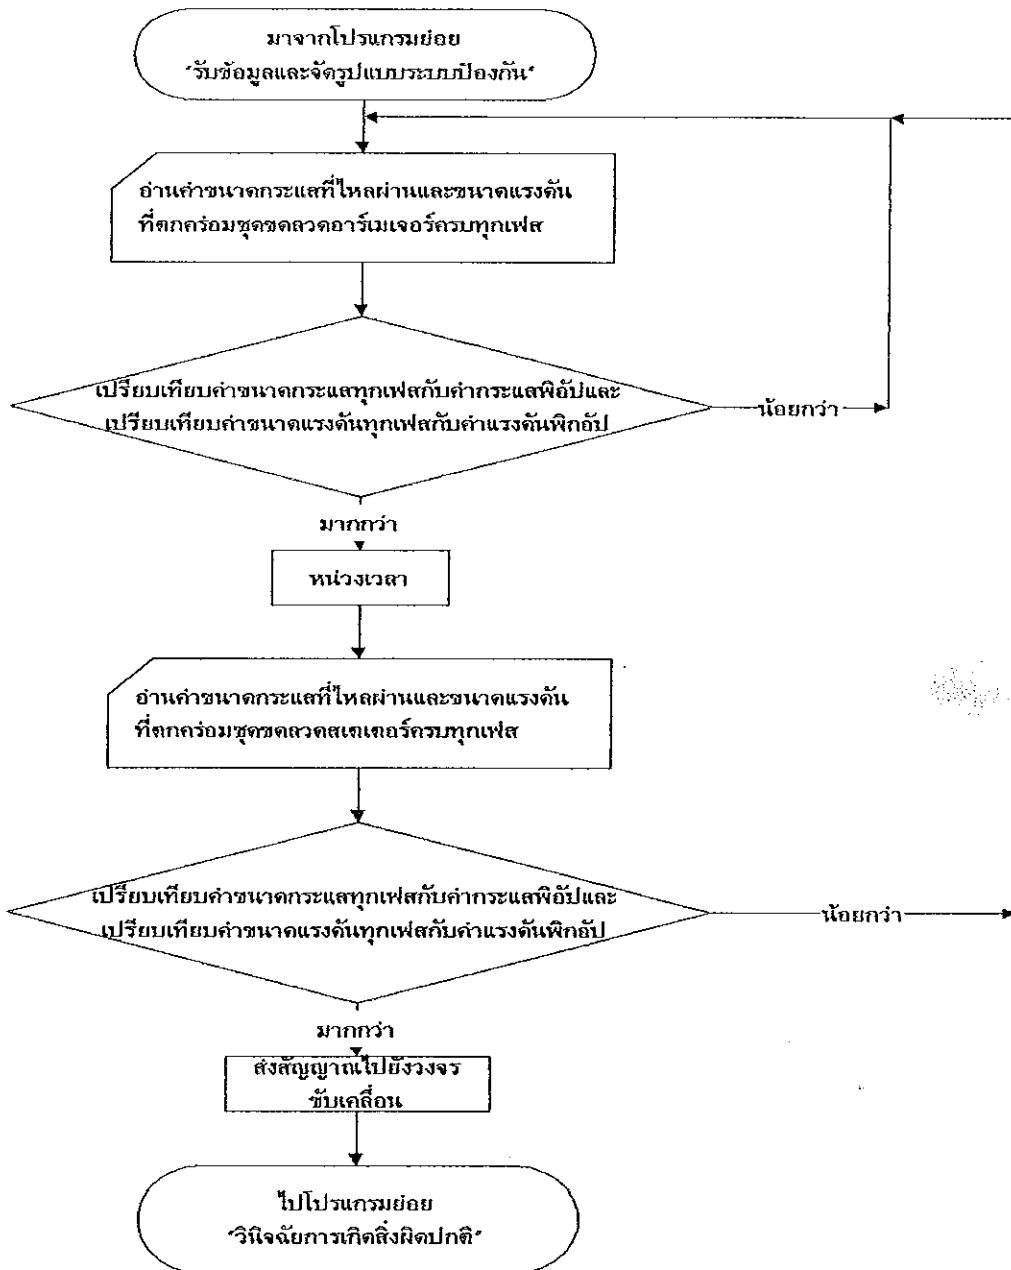 มาจากโปรแกรมย่อย
"รับข้อมูลและจัดรูปแบบระบบป้องกัน"
อ่านค่าขนาดกระแสที่ไหลผ่านและขนาดแรงดัน
ที่ตกคร่อมชุดขดลวดอาร์เมเจอร์ครบทุกเฟส
เปรียบเทียบค่าขนาดกระแสทุกเฟสกับค่ากระแสพิอัปและ
เปรียบเทียบค่าขนาดแรงดันทุกเฟสกับค่าแรงดันพิกอัป
น้อยกว่า
มากกว่า
หน่วงเวลา
อ่านค่าขนาดกระแสที่ไหลผ่านและขนาดแรงดัน
ที่ตกคร่อมชุดขดลวดสเตเตอร์ครบทุกเฟส
เปรียบเทียบค่าขนาดกระแสทุกเฟสกับค่ากระแสพิอัปและ
เปรียบเทียบค่าขนาดแรงดันทุกเฟสกับค่าแรงดันพิกอัป
น้อยกว่า
มากกว่า
ส่งสัญญาณไปยังวงจร
ขับเคลื่อน
ไปโปรแกรมย่อย
"วินิจฉัยการเกิดสิ่งผิดปกติ"